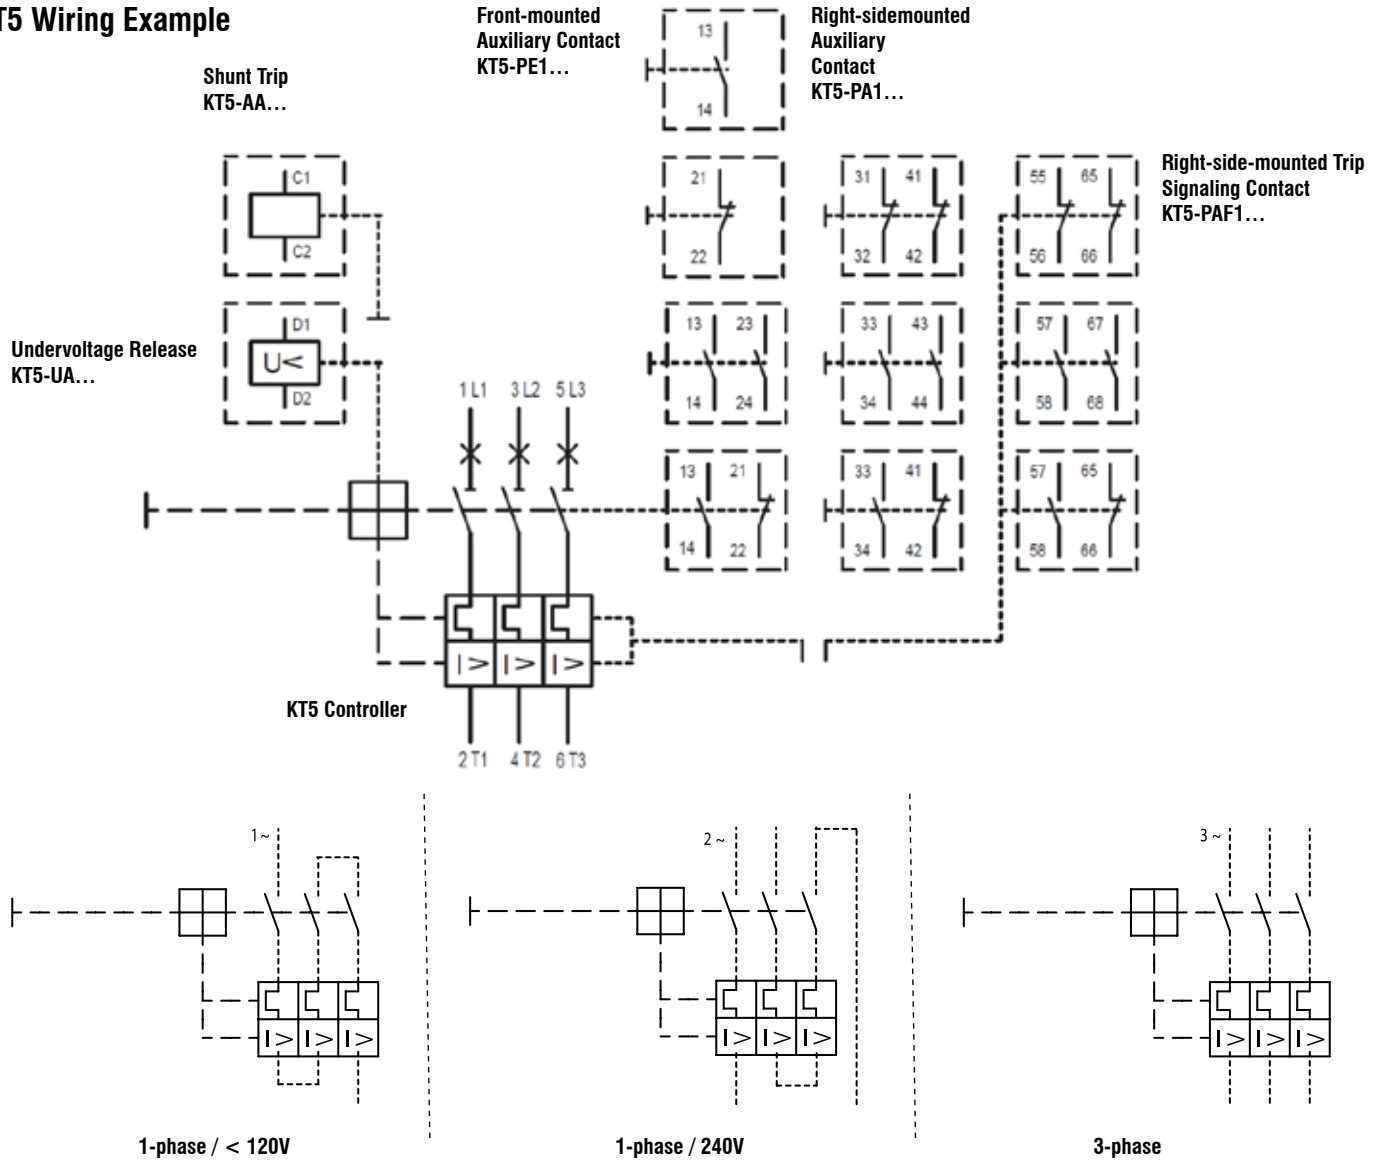 T5 Wiring Example
Front-mounted
Auxiliary Contact
KT5-PE1...
Right-sidemounted
Auxiliary
Contact
KT5-PA1...
Shunt Trip
KT5-AA...
13
14
C1
C2
21
22
31 41
32 42
55 65
56 66
Right-side-mounted Trip
Signaling Contact
KT5-PAF1...
Undervoltage Release
KT5-UA...
D1
U<
D2
13 23
14 24
33 43
34 44
57 67
58 68
1 L1 3 L2 5 L3
13 21
14 22
33 41
34 42
57 65
58 66
I > I > I >
KT5 Controller
2 T1 4 T2 6 T3
1 ~
2 ~
3 ~
I > I > I >
I > I > I >
I > I > I >
1-phase / < 120V
1-phase / 240V
3-phase